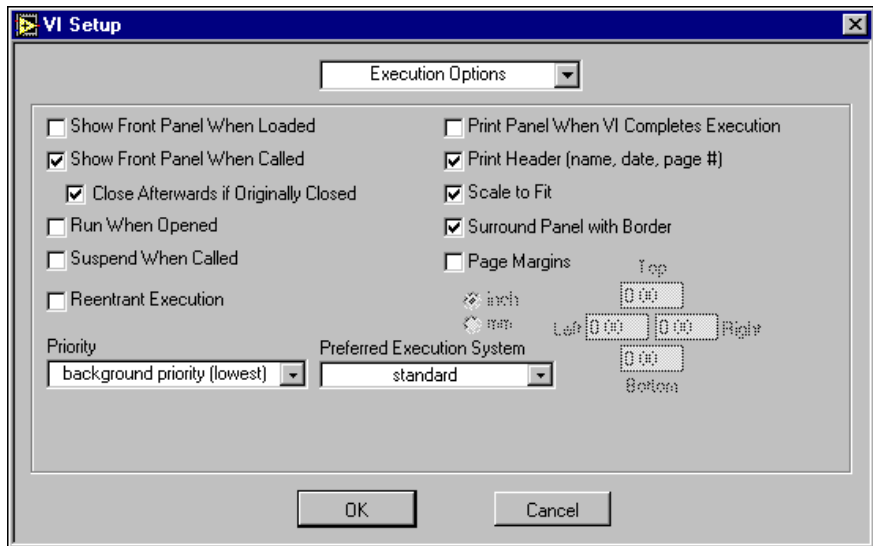 VI Setup
Execution Options
Show Front Panel When Loaded
Show Front Panel When Called
Close Afterwards if Originally Closed
Run When Opened
Suspend When Called
Reentrant Execution
Priority
background priority (lowest)
Preferred Execution System
standard
Print Panel When VI Completes Execution
Print Header (name, date, page #)
Scale to Fit
Surround Panel with Border
Page Margins
inch
mm
Top
0.00
Left 0.00 0.00 Right
0.00
Bottom
OK
Cancel